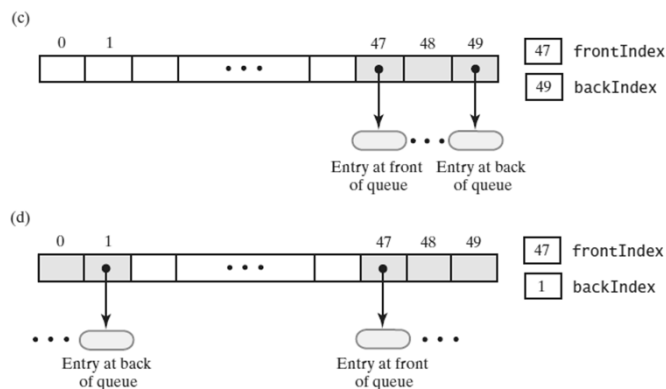 (c)
0 1 47 48 49
47 frontIndex
49 backIndex
• • •
• • •
Entry at front of queue
Entry at back of queue
(d)
0 1 47 48 49
47 frontIndex
1 backIndex
• • •
• • •
• • •
Entry at back of queue
Entry at front of queue